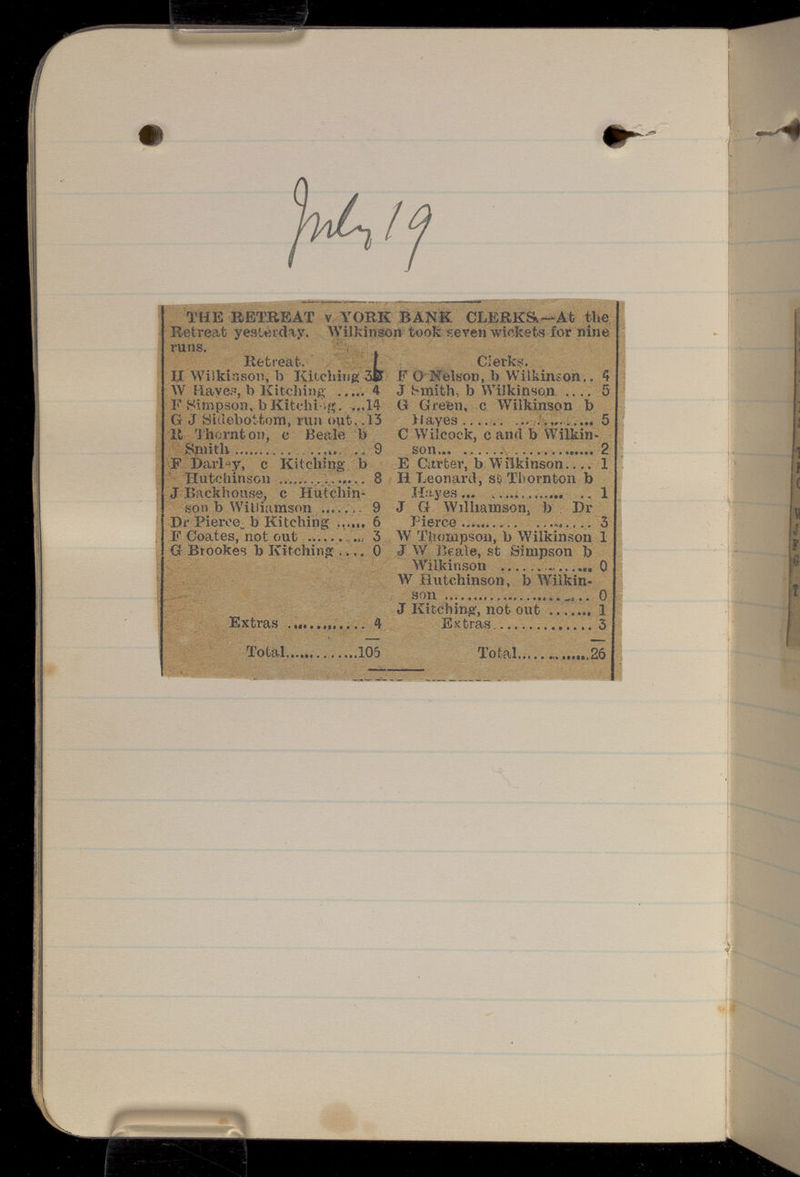 July 19
THE RETREAT v. YORK BANK CLERKS.—At the
Retreat yesterday. Wilkinson took seven wickets for nine
runs.
Retreat.
H Wilkinson, b Kitching
W Hayes, b Kitching ..... 4
F Simpson, b Kitching. ...14
G J Sidebottom, run out..13
R Thornton, c Beale b
Smith .................. 9
F Darley, c Kitching b
Hutchinson .............. 8
J Backhouse, c Hutchin-
son b Williamson ....... 9
Dr Pierce, b Kitching ...... 6
F Coates, not out .......... 3
G Brookes b Kitching .... 0
Extras ............ 4
Total.............105
Clerks.
F O Nelson, b Wilkinson.. 4
J Smith, b Wilkinson .... 5
G Green, c Wilkinson b
Hayes .................... 5
C Wilcock, c and b Wilkin-
son... .................... 2
E Carter, b Wilkinson.... 1
H Leonard, st Thornton b
Hayes ... ............. .. 1
J G Williamson, b Dr
Pierce .................. 3
W Thompson, b Wilkinson 1
J W Beale, st Simpson b
Wilkinson .............. 0
W Hutchinson, b Wilkin-
son ...................... 0
J Kitching, not out ....... 1
Extras.............. 3
Total.............26